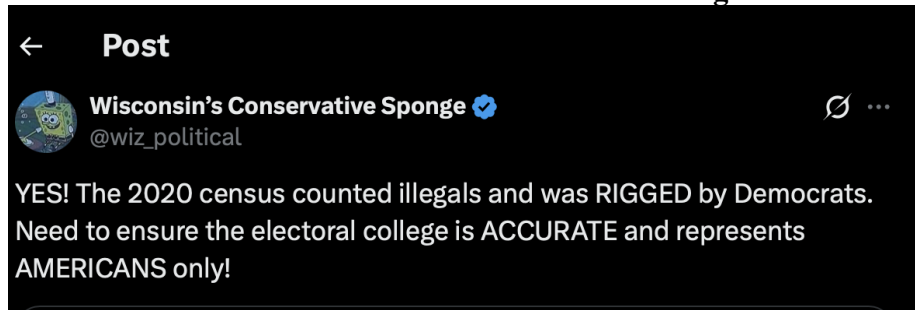 Post
Wisconsin's Conservative Sponge
@wiz_political
YES! The 2020 census counted illegals and was RIGGED by Democrats.
Need to ensure the electoral college is ACCURATE and represents
AMERICANS only!